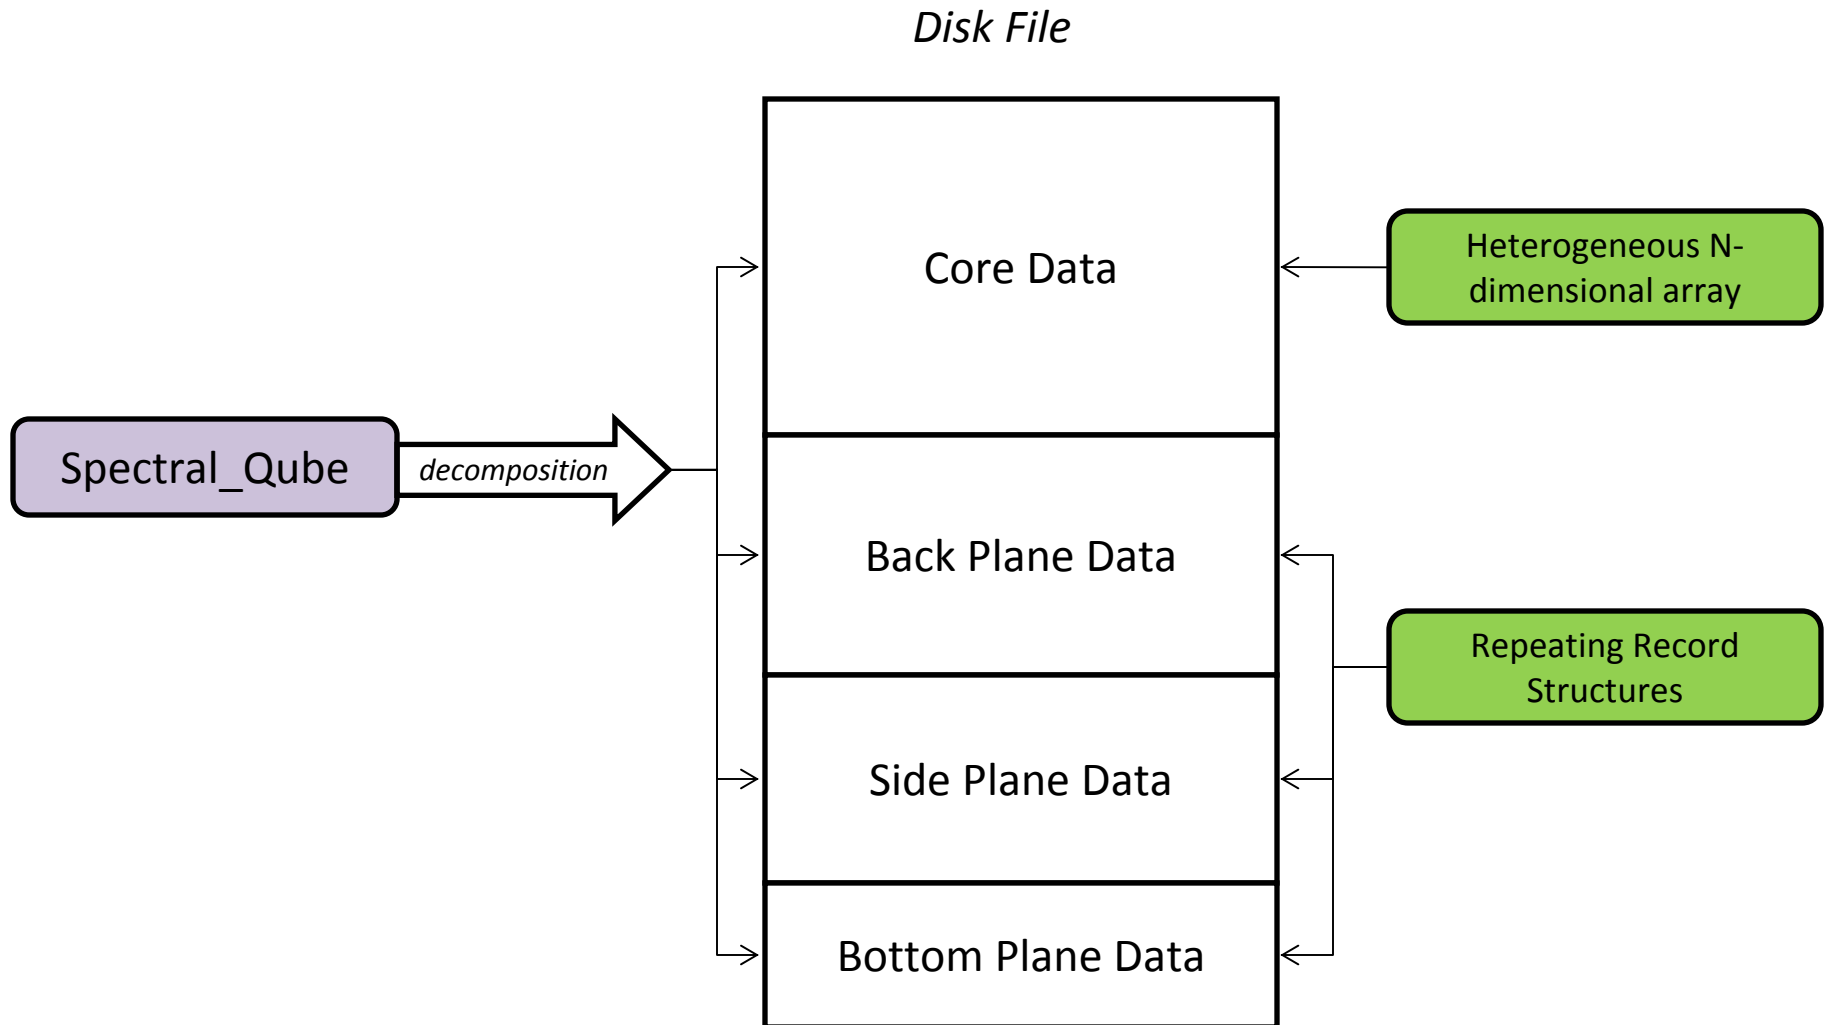 Disk File
Core Data
Heterogeneous N-
dimensional array
Spectral_Qube
decomposition
Back Plane Data
Repeating Record
Structures
Side Plane Data
Bottom Plane Data